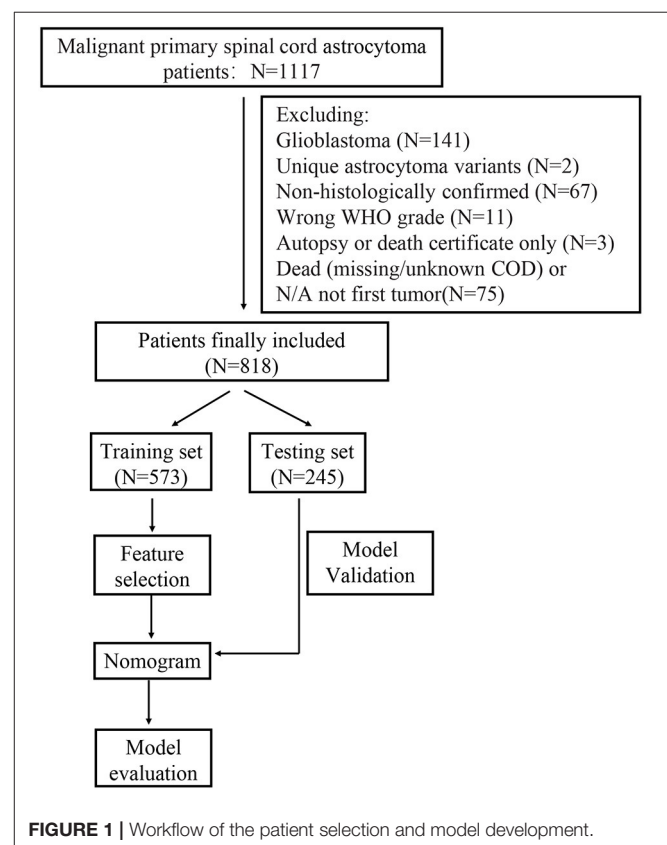 Malignant primary spinal cord astrocytoma
patients: N=1117
Excluding:
Glioblastoma (N=141)
Unique astrocytoma variants (N=2)
Non-histologically confirmed (N=67)
Wrong WHO grade (N=11)
Autopsy or death certificate only (N=3)
Dead (missing/unknown COD) or
N/A not first tumor(N=75)
Patients finally included
(N=818)
Training set
(N=573)
Testing set
(N=245)
Feature
selection
Model
Validation
Nomogram
Model
evaluation
FIGURE 1 | Workflow of the patient selection and model development.